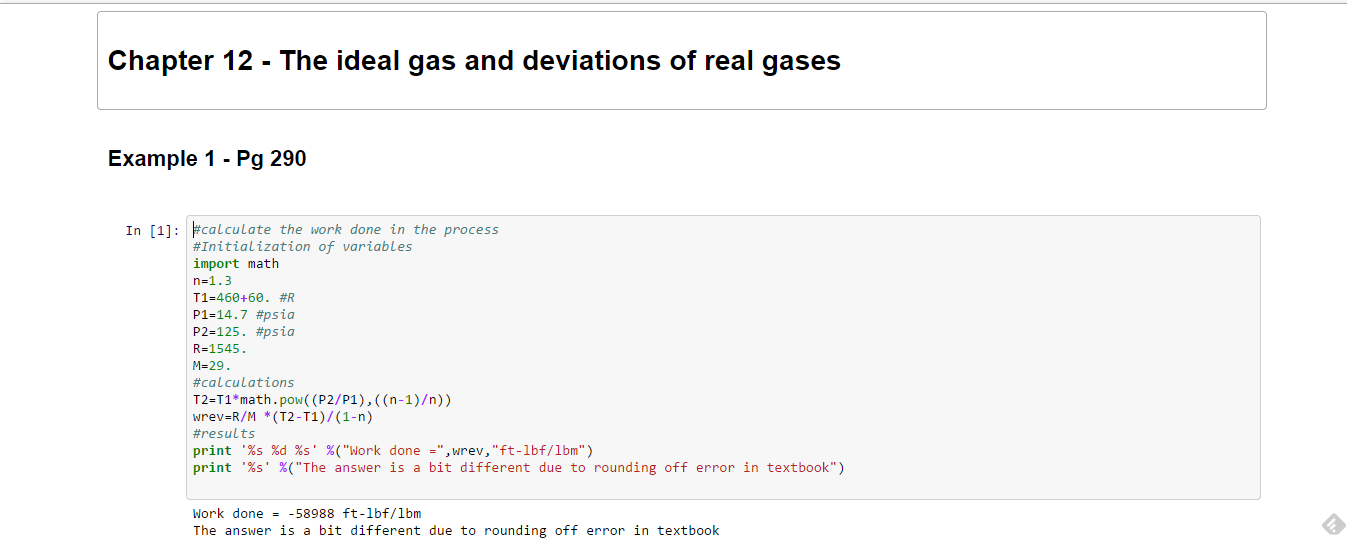 Chapter 12 - The ideal gas and deviations of real gases
Example 1 - Pg 290
In [1]: #calculate the work done in the process
#Initialization of variables
import math
n=1.3
T1=460+60. #R
P1=14.7 #psia
P2=125. #psia
R=1545.
M=29.
#calculations
T2=T1*math.pow((P2/P1),((n-1)/n))
wrev=R/M *(T2-T1)/(1-n)
#results
print '%s %d %s' %("Work done =",wrev,"ft-lbf/lbm")
print '%s' %("The answer is a bit different due to rounding off error in textbook")
Work done = -58988 ft-lbf/lbm
The answer is a bit different due to rounding off error in textbook